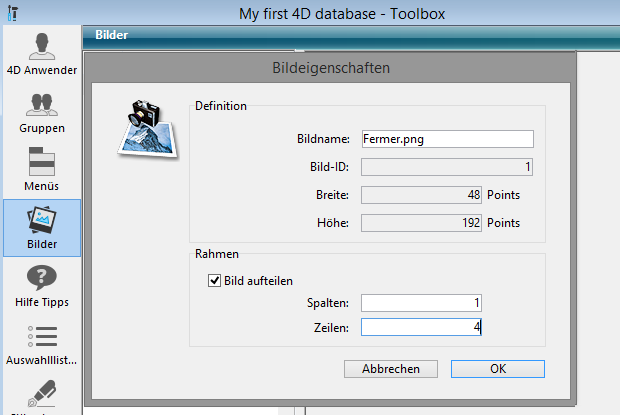 My first 4D database - Toolbox
Bilder
4D Anwender
Gruppen
Menüs
Bilder
Hilfe Tipps
Auswahllist...
Bildeigenschaften
Definition
Bildname: Fermer.png
Bild-ID: 1
Breite: 48 Points
Höhe: 192 Points
Rahmen
Bild aufteilen
Spalten: 1
Zeilen: 4
Abbrechen OK